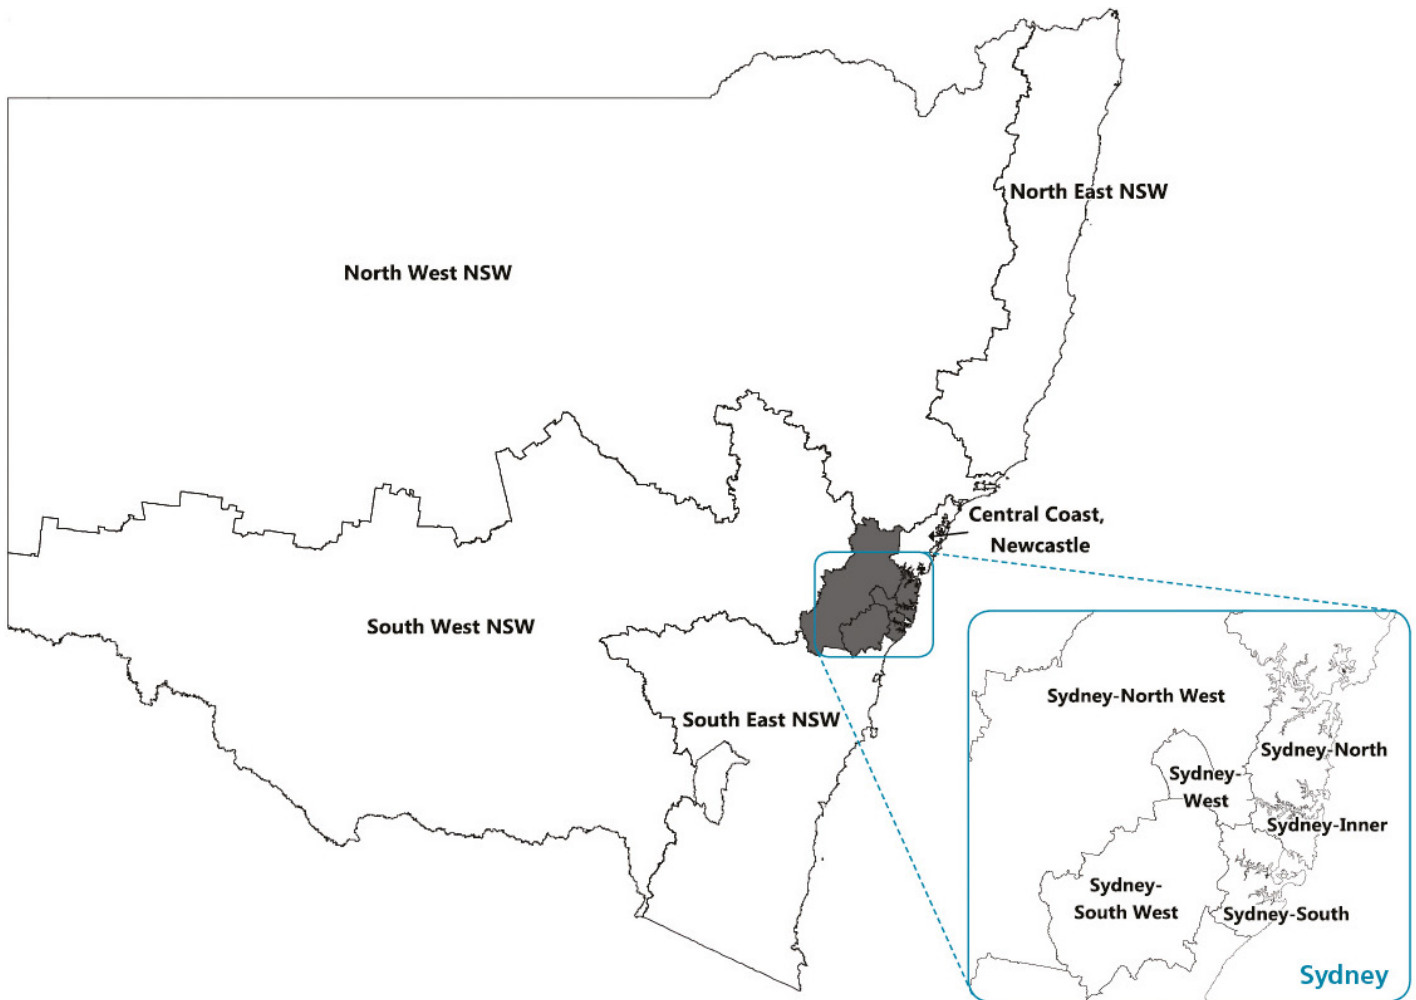 North East NSW
North West NSW
Central Coast,
Newcastle
South West NSW
South East NSW
Sydney-North West
Sydney-North
Sydney-
West
Sydney-Inner
Sydney-
South West
Sydney-South
Sydney